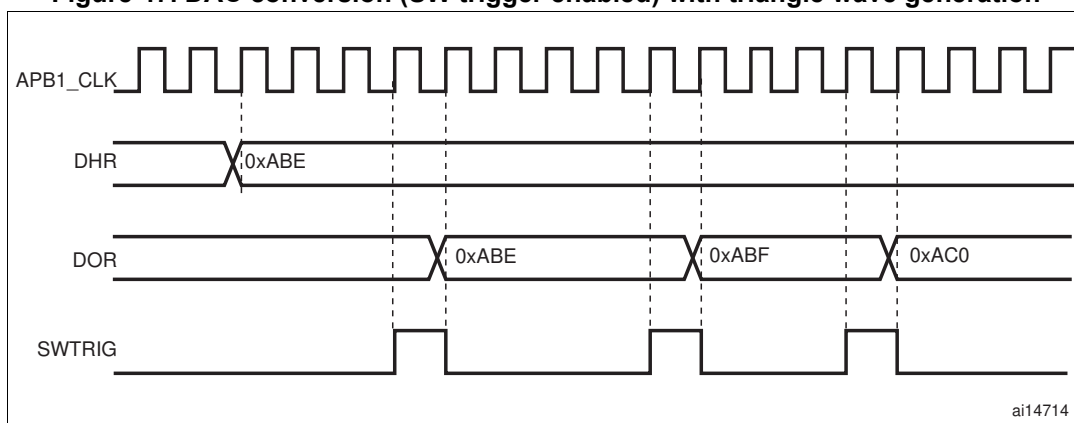 Figure 77. DAC conversion (SW trigger enabled) with triangle wave generation
APB1_CLK
DHR
0xABE
DOR
0xABE
0xABF
0xAC0
SWTRIG
ai14714